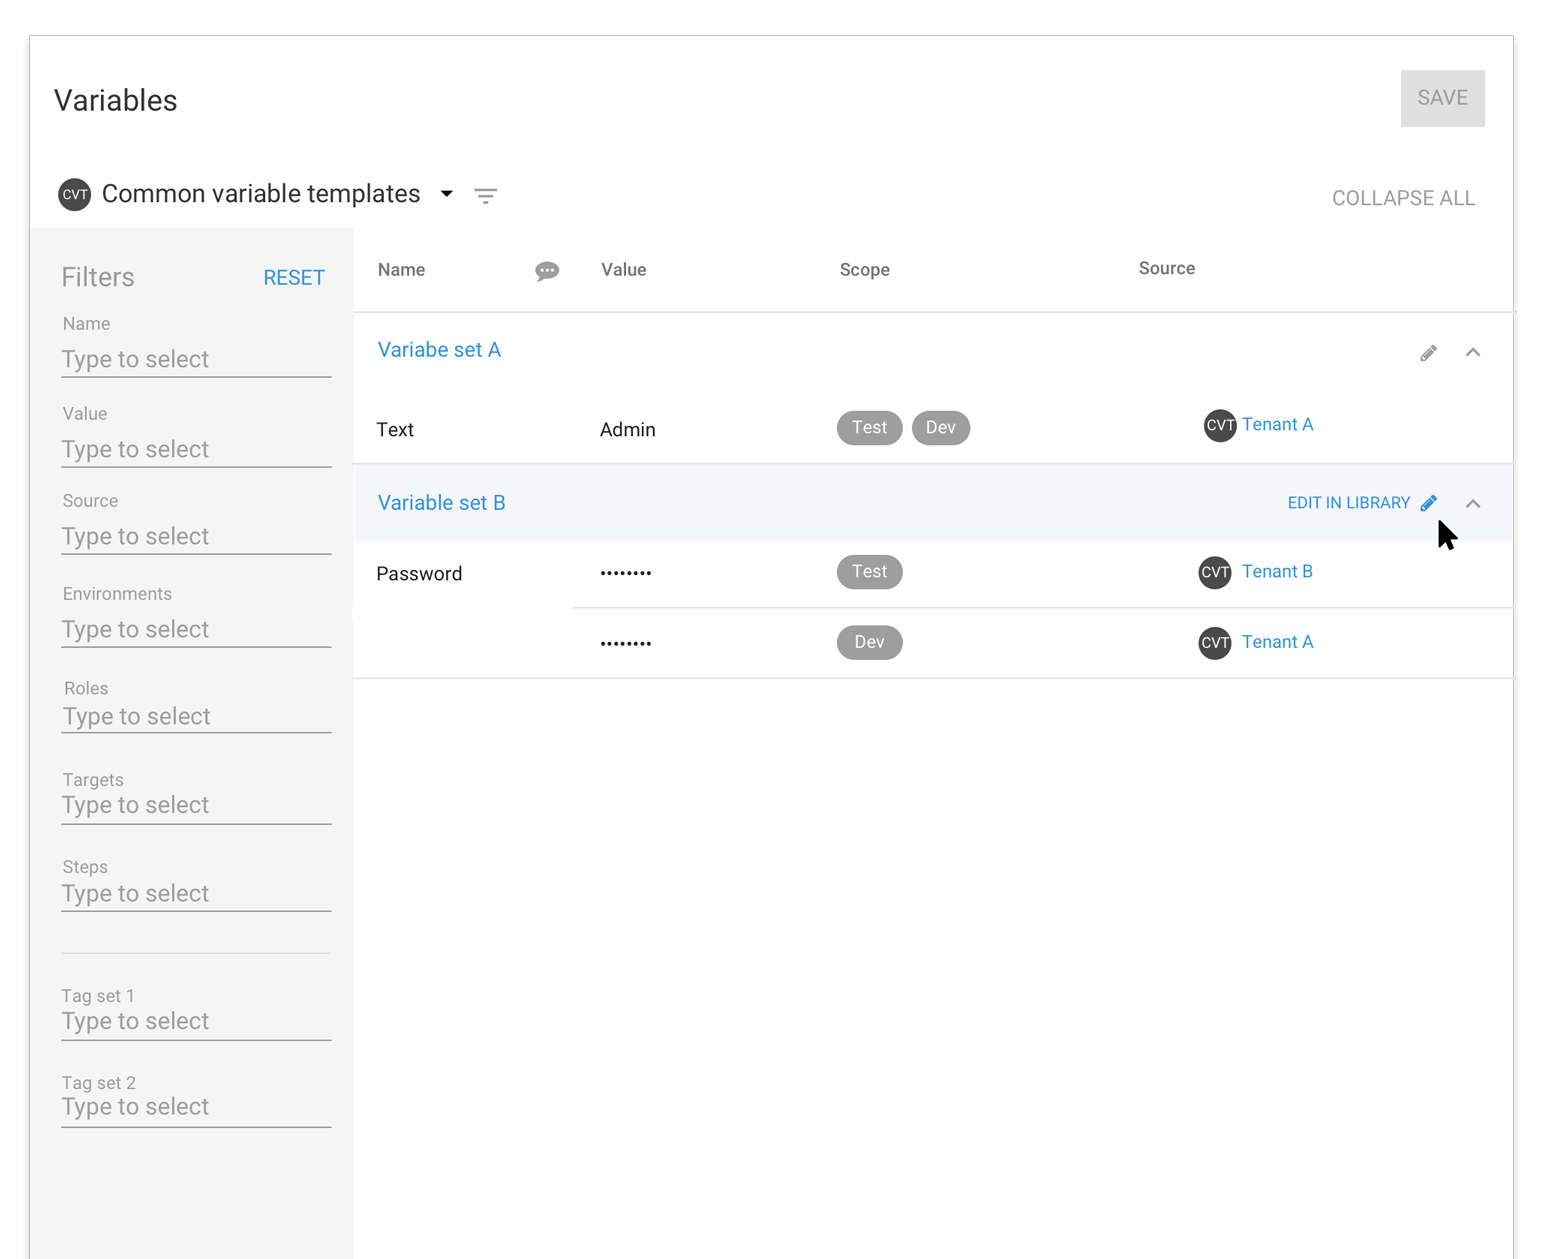 Variables
SAVE
CVT Common variable templates
COLLAPSE ALL
Filters RESET
Name
Type to select
Value
Type to select
Source
Type to select
Environments
Type to select
Roles
Type to select
Targets
Type to select
Steps
Type to select
Tag set 1
Type to select
Tag set 2
Type to select
Name Value Scope Source
Variabe set A
Text Admin Test Dev CVT Tenant A
Variable set B EDIT IN LIBRARY
Password •••••••• Test CVT Tenant B
•••••••• Dev CVT Tenant A